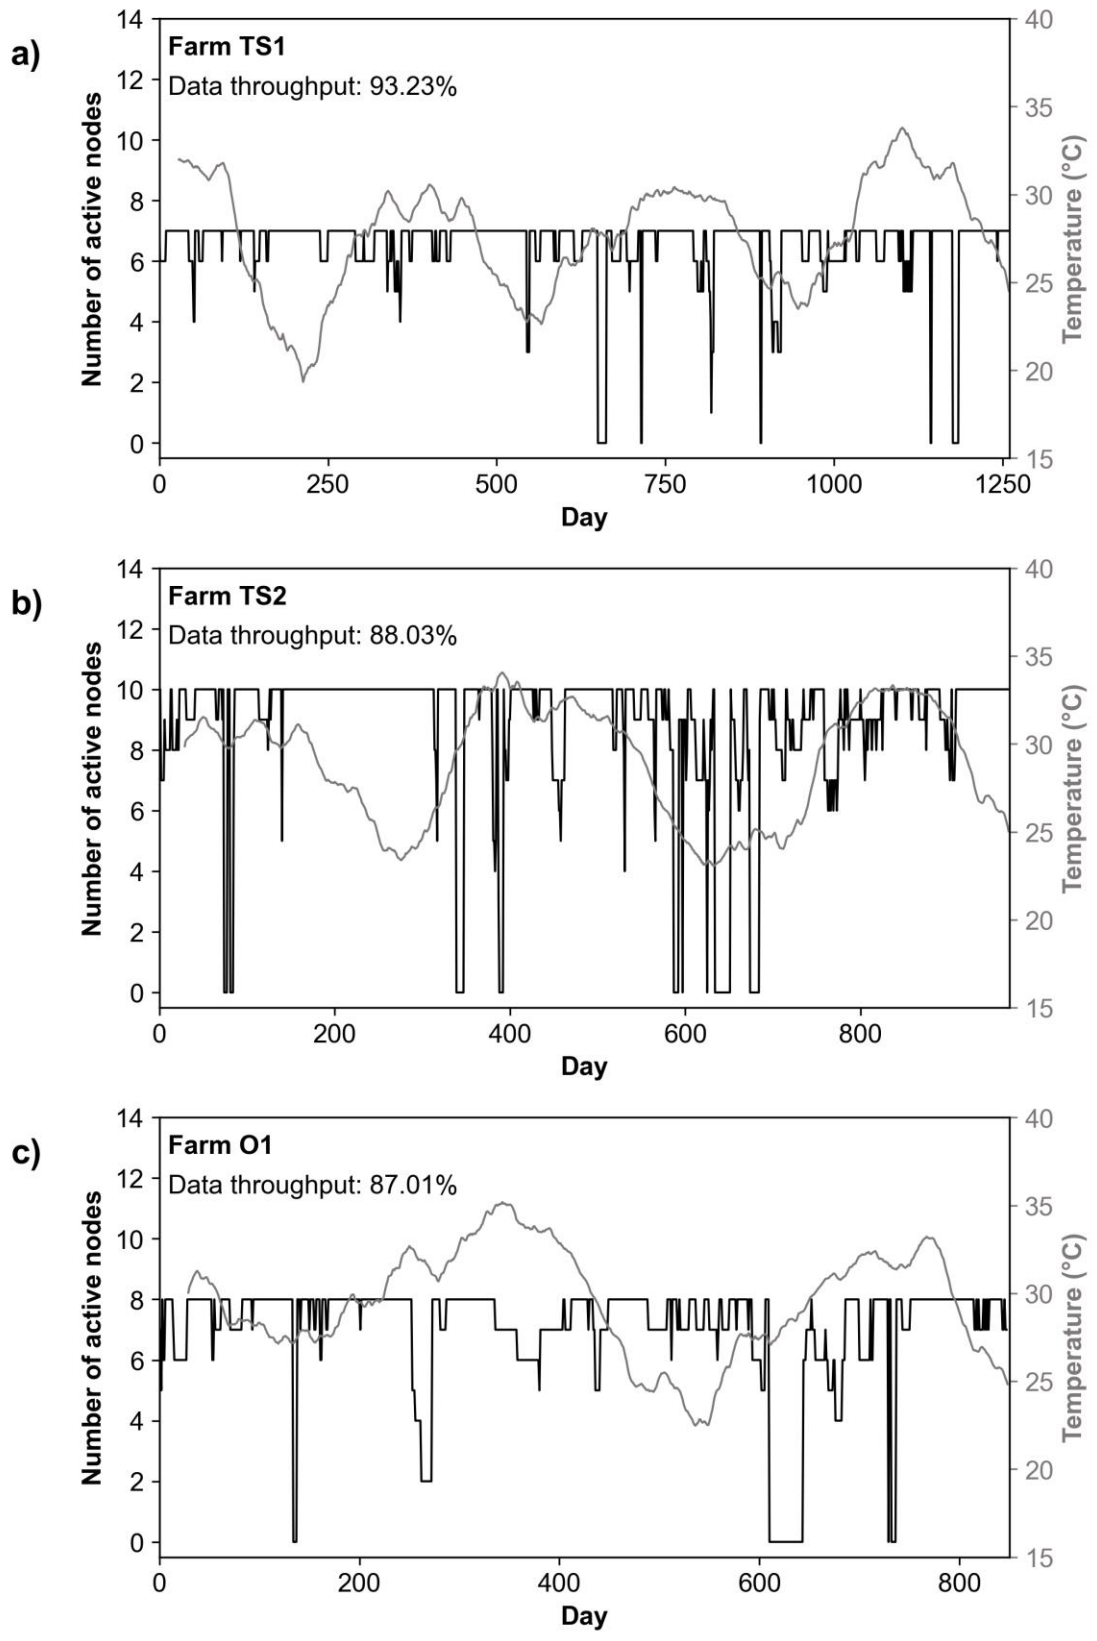 a)
Farm TS1
Data throughput: 93.23%
Number of active nodes
14
12
10
8
6
4
2
0
40
35
30
25
20
15
Temperature (°C)
0 250 500 750 1000 1250
Day
b)
Farm TS2
Data throughput: 88.03%
Number of active nodes
14
12
10
8
6
4
2
0
40
35
30
25
20
15
Temperature (°C)
0 200 400 600 800
Day
c)
Farm O1
Data throughput: 87.01%
Number of active nodes
14
12
10
8
6
4
2
0
40
35
30
25
20
15
Temperature (°C)
0 200 400 600 800
Day